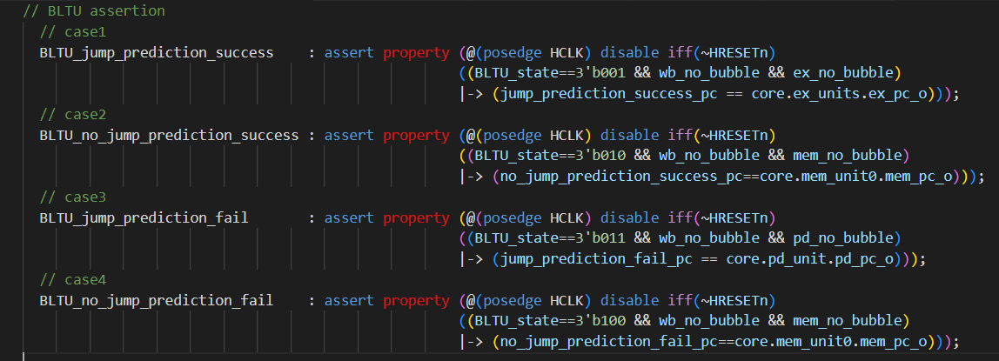 // BLTU assertion
// case1
BLTU_jump_prediction_success : assert property (@(posedge HCLK) disable iff(~HRESETn)
((BLTU_state==3'b001 && wb_no_bubble && ex_no_bubble)
|-> (jump_prediction_success_pc == core.ex_units.ex_pc_o)));
// case2
BLTU_no_jump_prediction_success : assert property (@(posedge HCLK) disable iff(~HRESETn)
((BLTU_state==3'b010 && wb_no_bubble && mem_no_bubble)
|-> (no_jump_prediction_success_pc==core.mem_unit0.mem_pc_o)));
// case3
BLTU_jump_prediction_fail : assert property (@(posedge HCLK) disable iff(~HRESETn)
((BLTU_state==3'b011 && wb_no_bubble && pd_no_bubble)
|-> (jump_prediction_fail_pc == core.pd_unit.pd_pc_o)));
// case4
BLTU_no_jump_prediction_fail : assert property (@(posedge HCLK) disable iff(~HRESETn)
((BLTU_state==3'b100 && wb_no_bubble && mem_no_bubble)
|-> (no_jump_prediction_fail_pc==core.mem_unit0.mem_pc_o)));